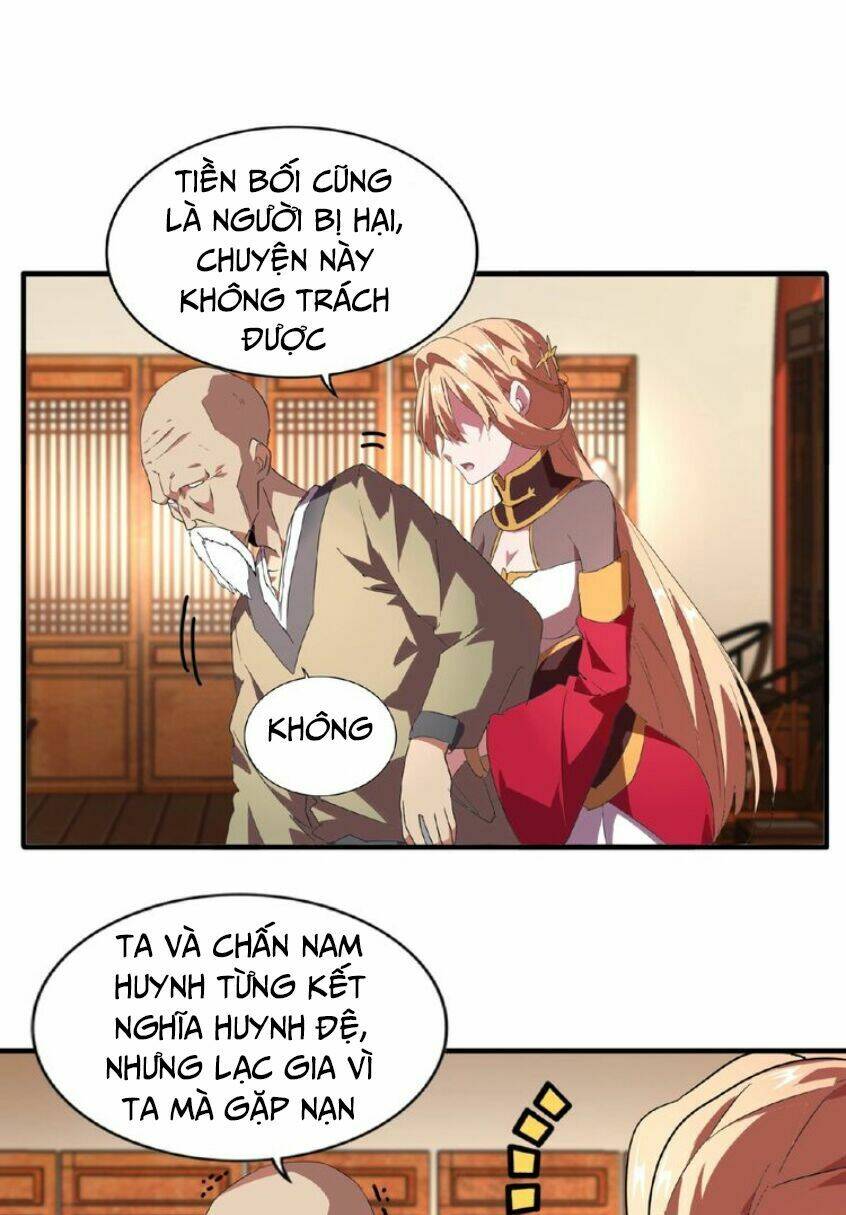 TIỀN BỐI CŨNG
LÀ NGƯỜI BỊ HẠI,
CHUYỆN NÀY
KHÔNG TRÁCH
ĐƯỢC
KHÔNG
TA VÀ CHẤN NAM
HUYNH TỪNG KẾT
NGHĨA HUYNH ĐỆ,
NHƯNG LẠC GIA VÌ
TA MÀ GẶP NẠN